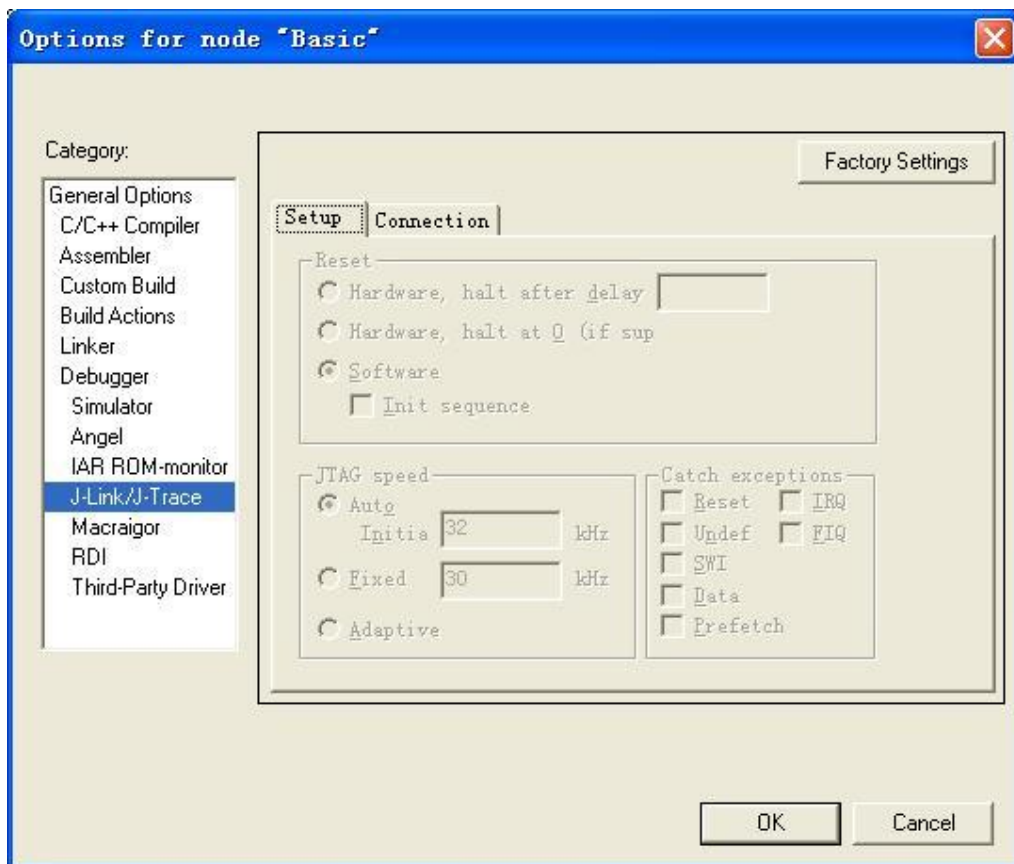 Options for node "Basic"
Category:
Factory Settings
General Options
C/C++ Compiler
Assembler
Custom Build
Build Actions
Linker
Debugger
Simulator
Angel
IAR ROM-monitor
J-Link/J-Trace
Macraigor
RDI
Third-Party Driver
Setup Connection
Reset
Hardware, halt after delay
Hardware, halt at 0 (if sup
Software
Init sequence
JTAG speed
Auto
Initia 32 kHz
Fixed 30 kHz
Adaptive
Catch exceptions
Reset IRQ
Undef FIQ
SWI
Data
Prefetch
OK Cancel